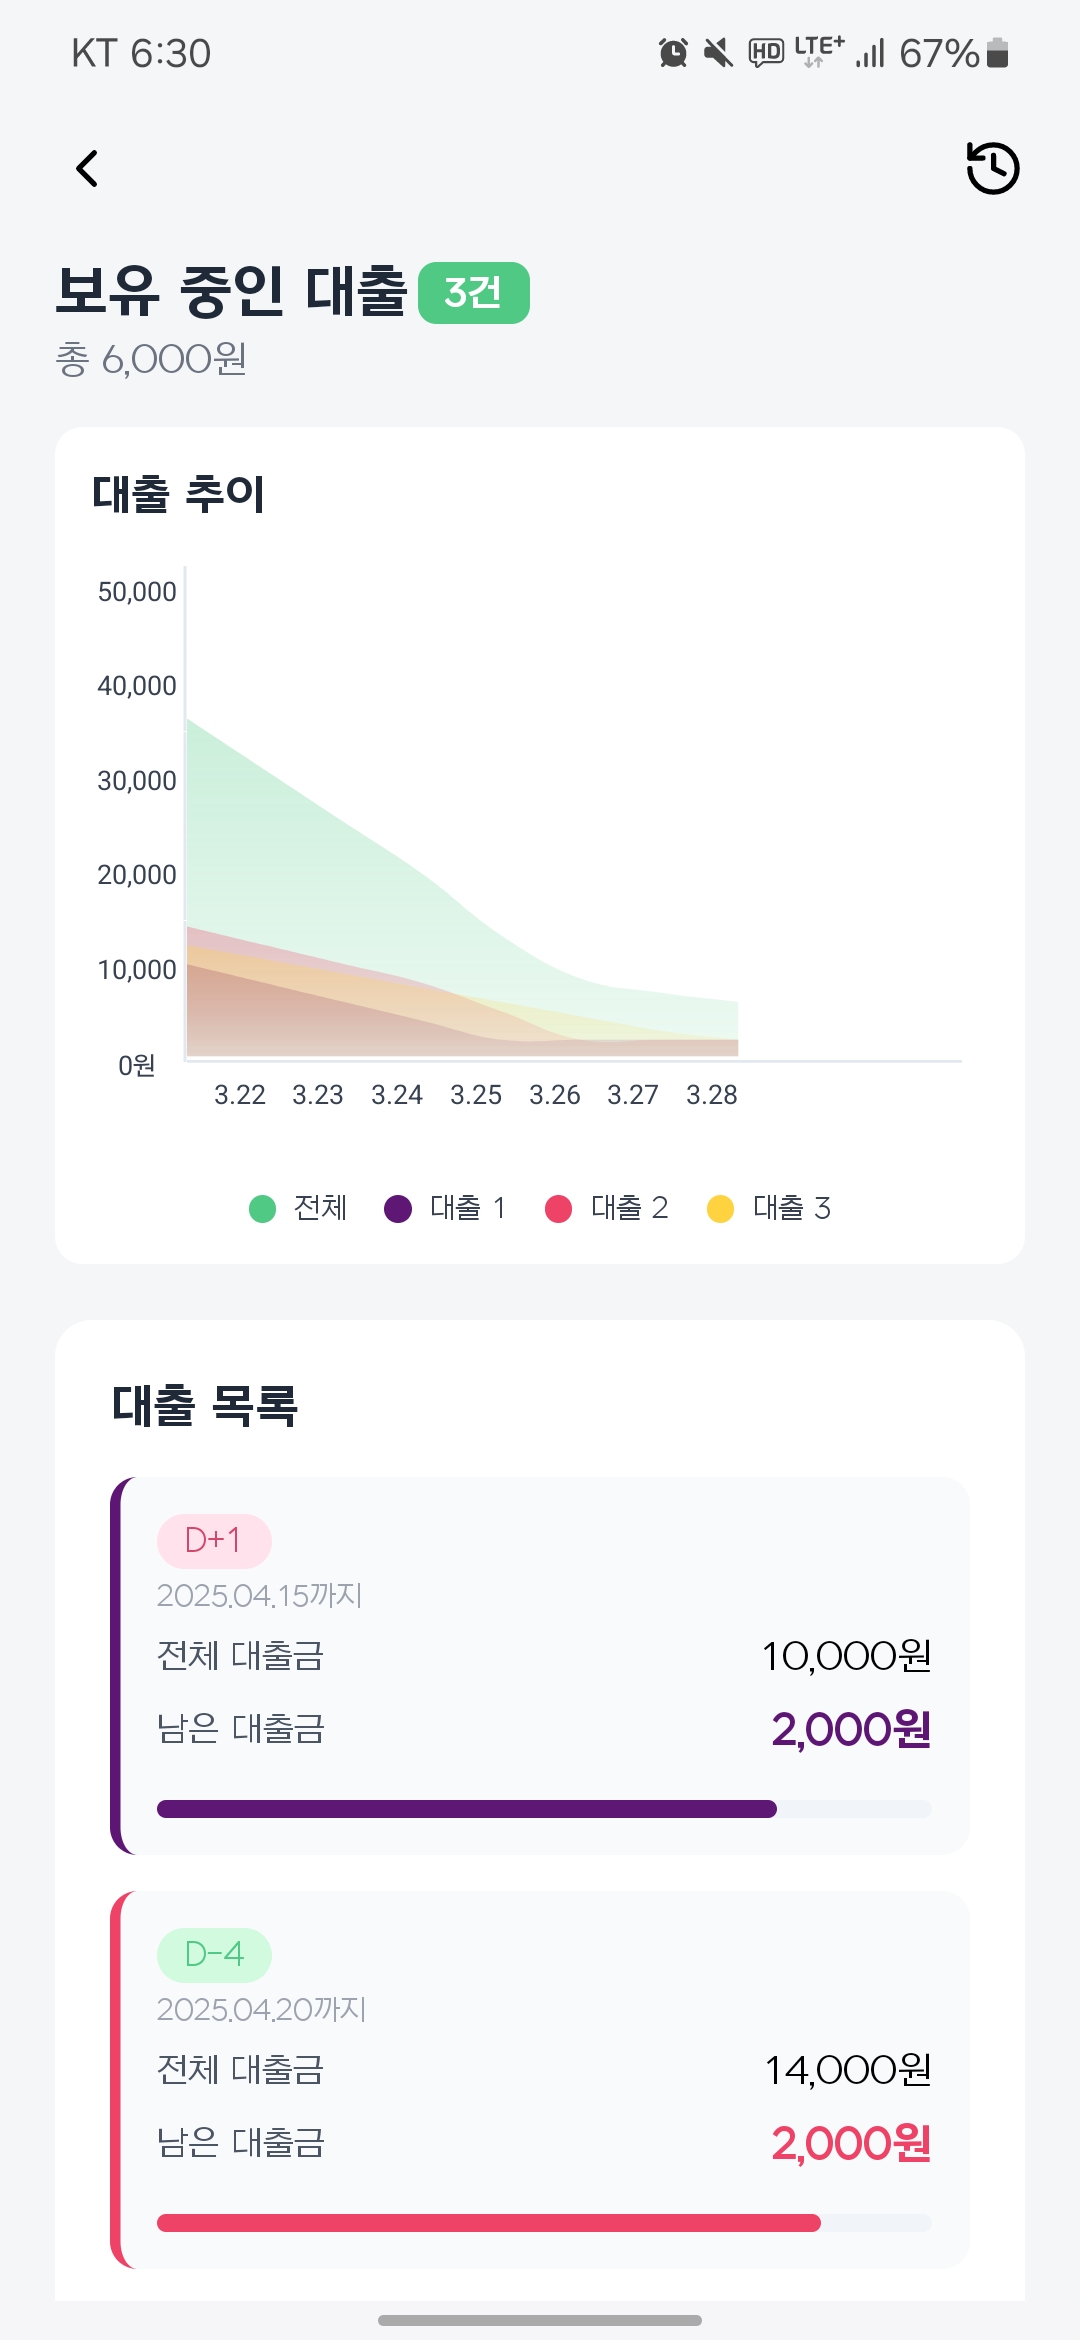 KT 6:30 HD LTE+ 67%
보유 중인 대출 3건
총 6,000원
대출 추이
50,000
40,000
30,000
20,000
10,000
0원
3.22 3.23 3.24 3.25 3.26 3.27 3.28
전체 대출 1 대출 2 대출 3
대출 목록
D+1
2025.04.15까지
전체 대출금 10,000원
남은 대출금 2,000원
D-4
2025.04.20까지
전체 대출금 14,000원
남은 대출금 2,000원